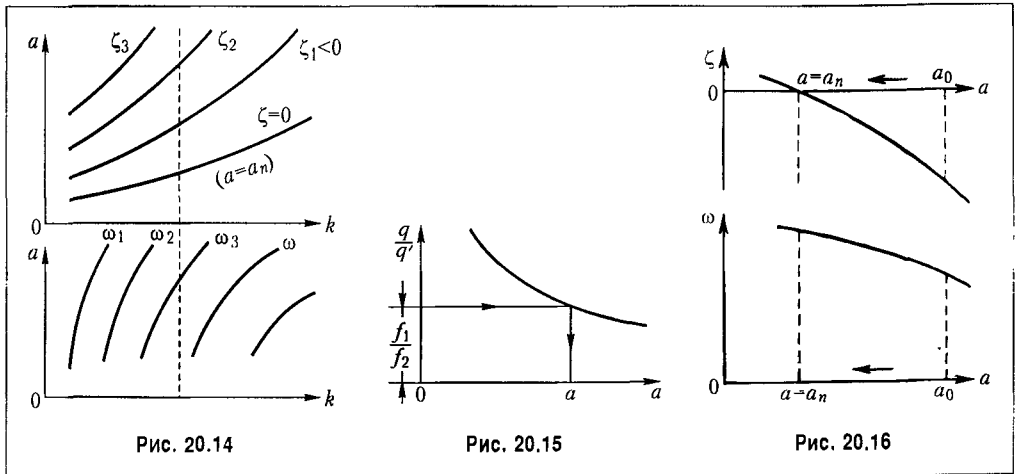 a
ζ₃
ζ₂
ζ₁<0
ζ=0
(a=aₙ)
0
k
a
ω₁
ω₂
ω₃
ω
0
k
Рис. 20.14
q/q'
f₁/f₂
0
a
a
Рис. 20.15
ζ
0
a=aₙ
a₀
a
ω
0
a=aₙ
a₀
a
Рис. 20.16